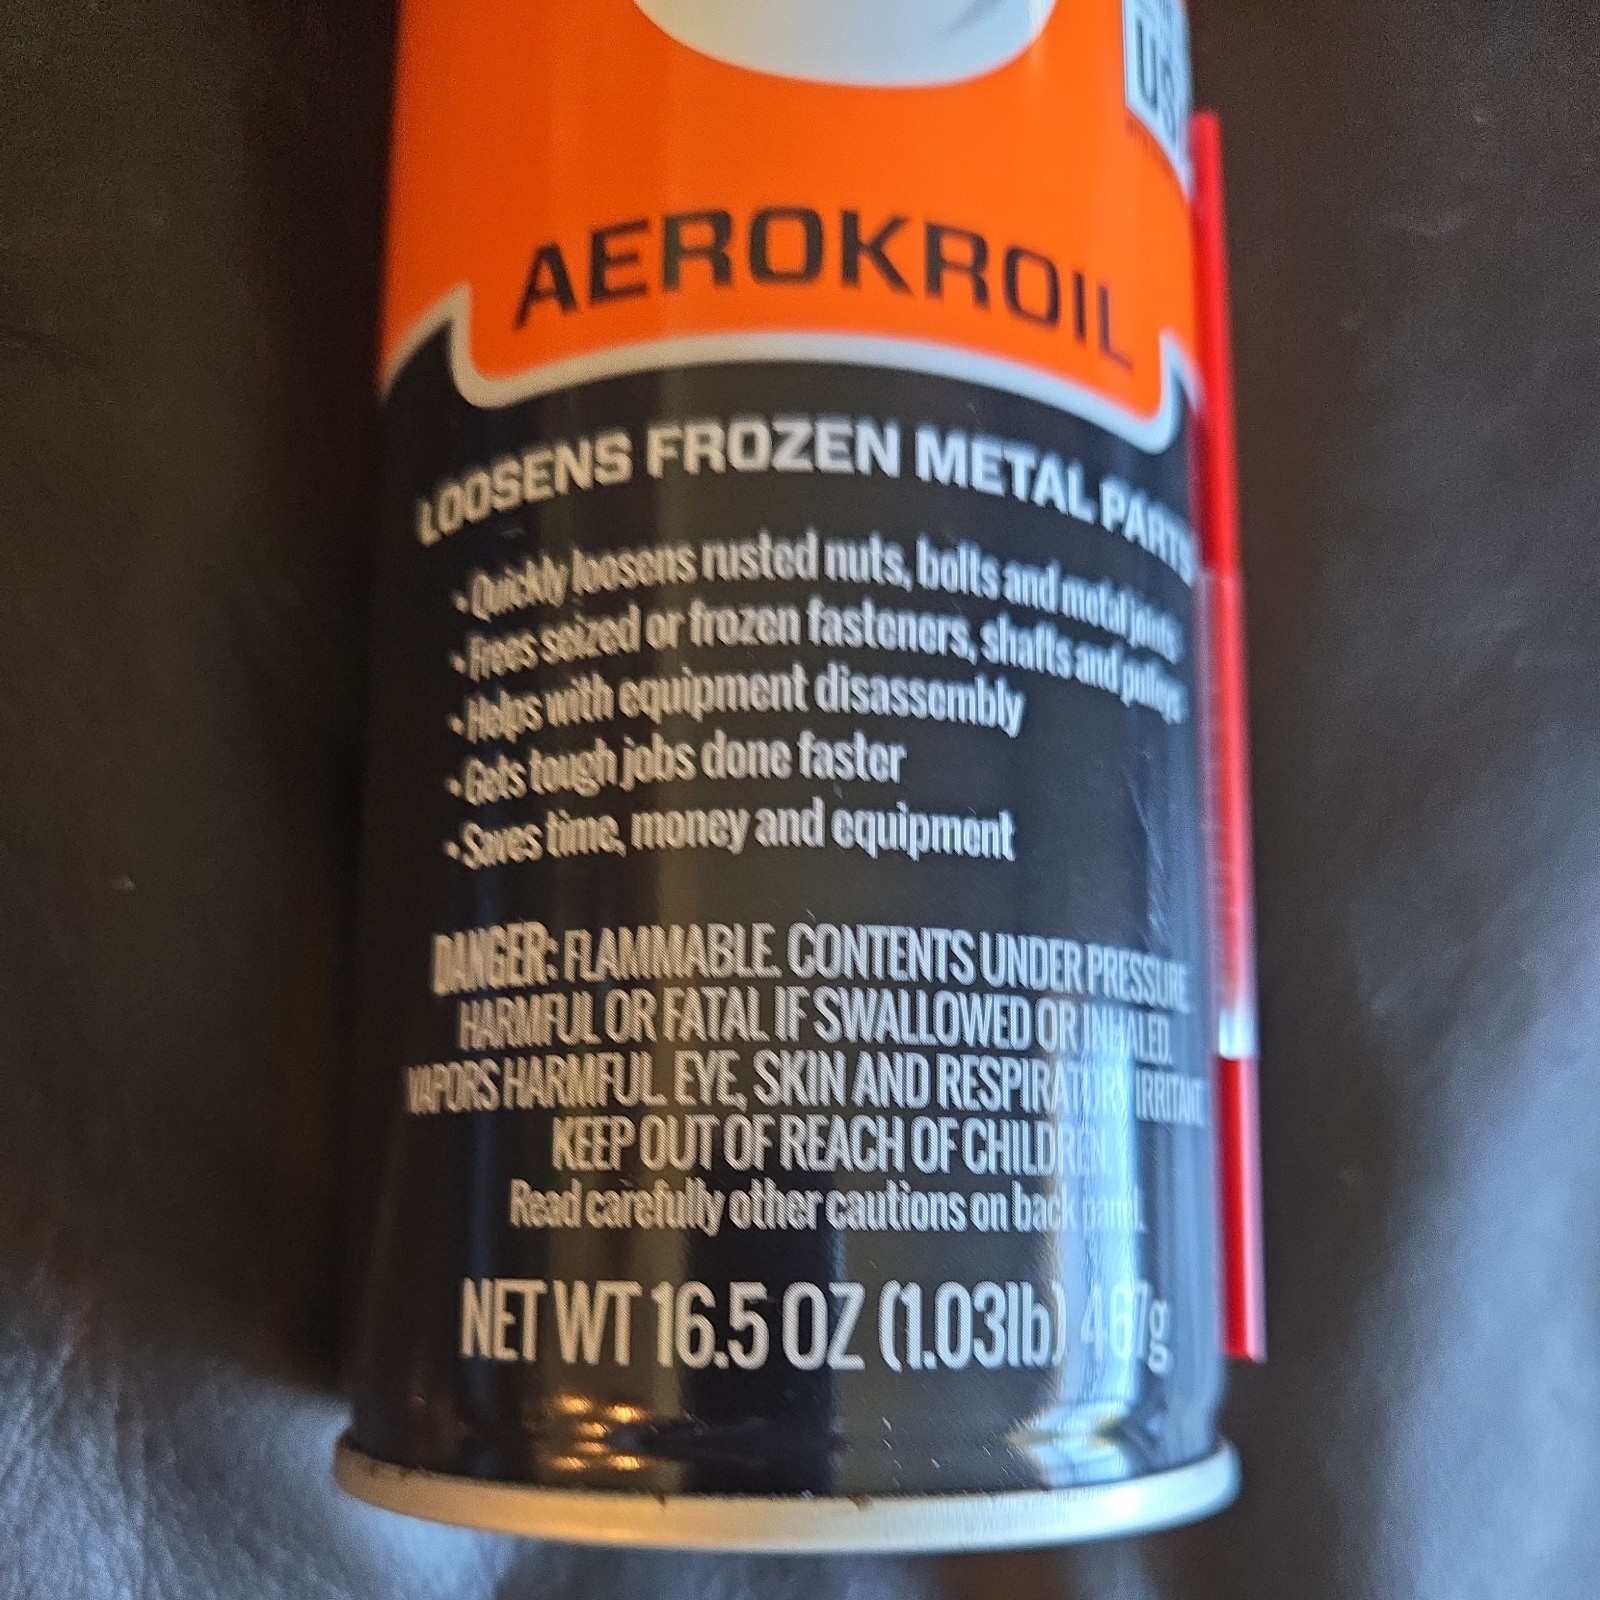 AEROKROIL
LOOSENS FROZEN METAL PARTS
• Quickly loosens rusted nuts, bolts and metal joints
• Frees seized or frozen fasteners, shafts and pulleys
• Helps with equipment disassembly
• Gets tough jobs done faster
• Saves time, money and equipment
DANGER: FLAMMABLE. CONTENTS UNDER PRESSURE.
HARMFUL OR FATAL IF SWALLOWED OR INHALED.
VAPORS HARMFUL. EYE, SKIN AND RESPIRATORY IRRITANT.
KEEP OUT OF REACH OF CHILDREN.
Read carefully other cautions on back panel.
NET WT 16.5 OZ (1.03lb) 467g